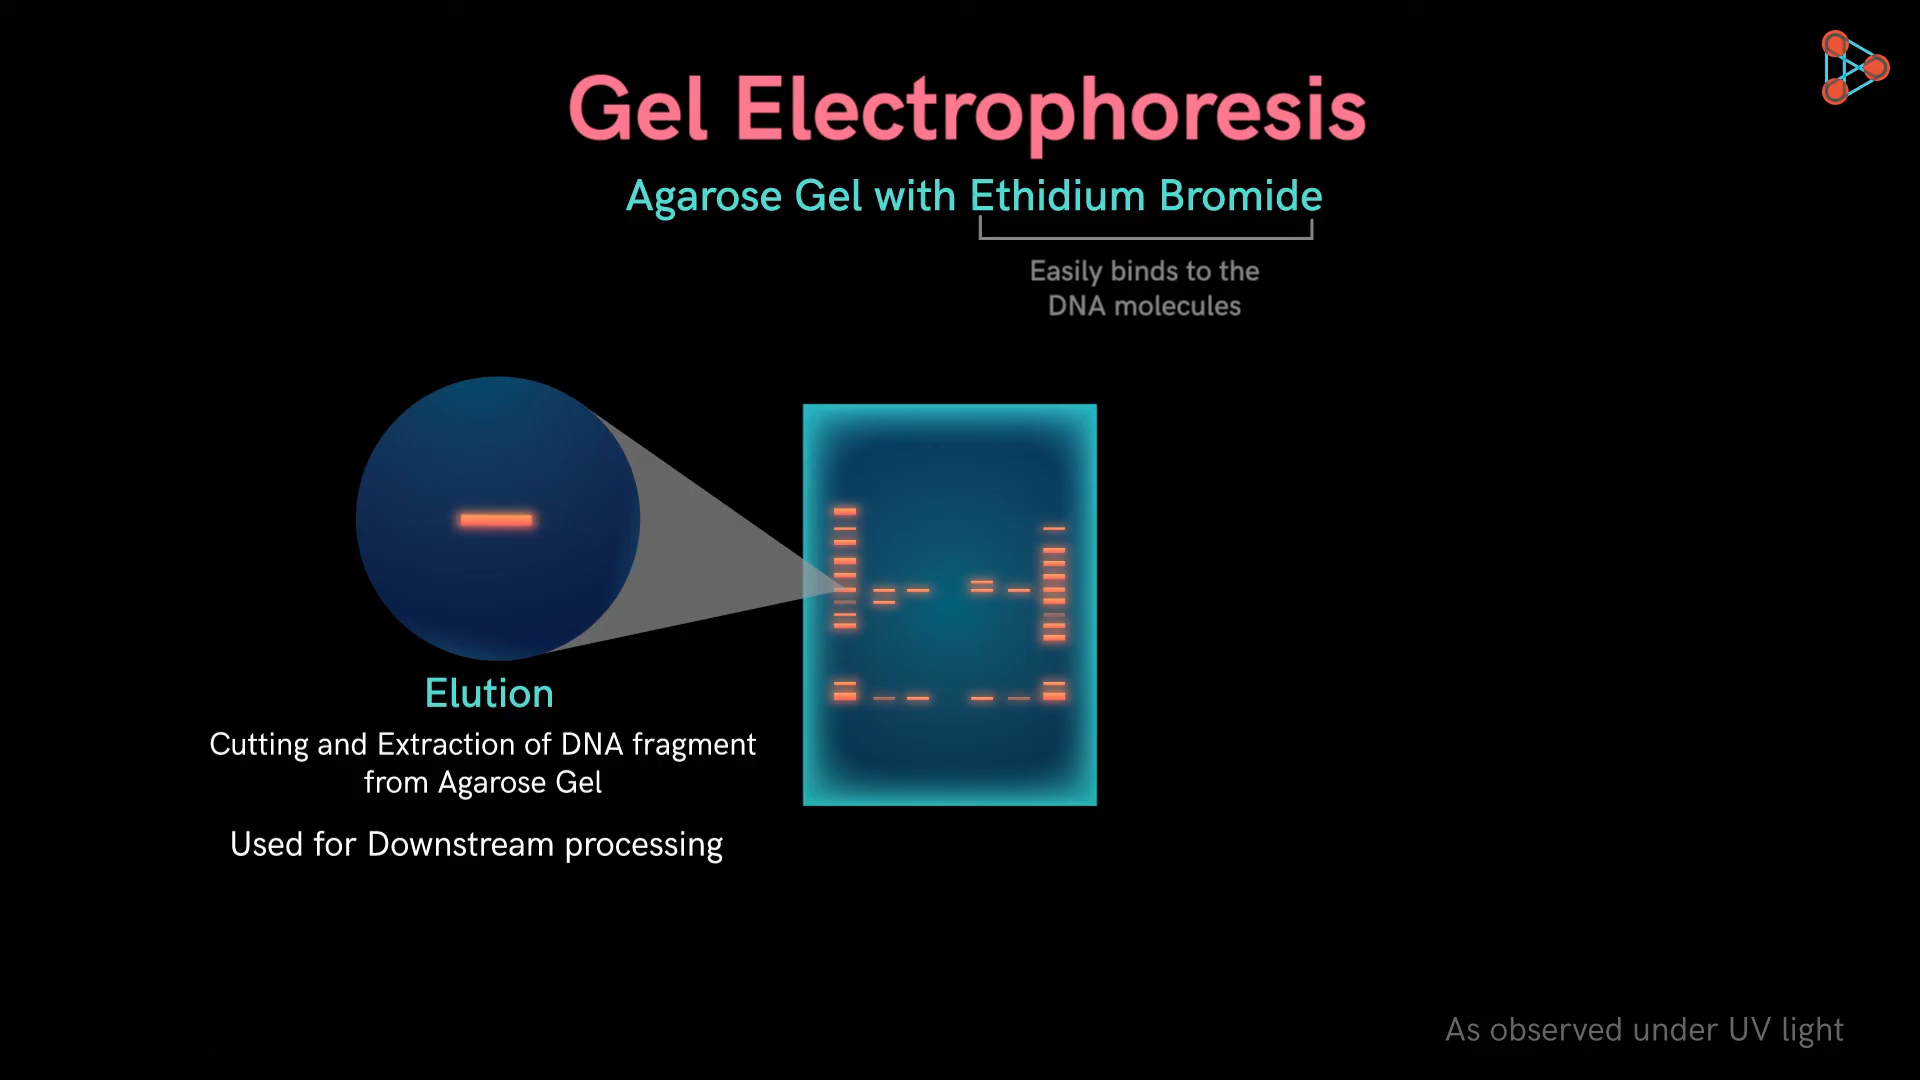 Gel Electrophoresis
Agarose Gel with Ethidium Bromide
Easily binds to the
DNA molecules
Elution
Cutting and Extraction of DNA fragment
from Agarose Gel
Used for Downstream processing
As observed under UV light